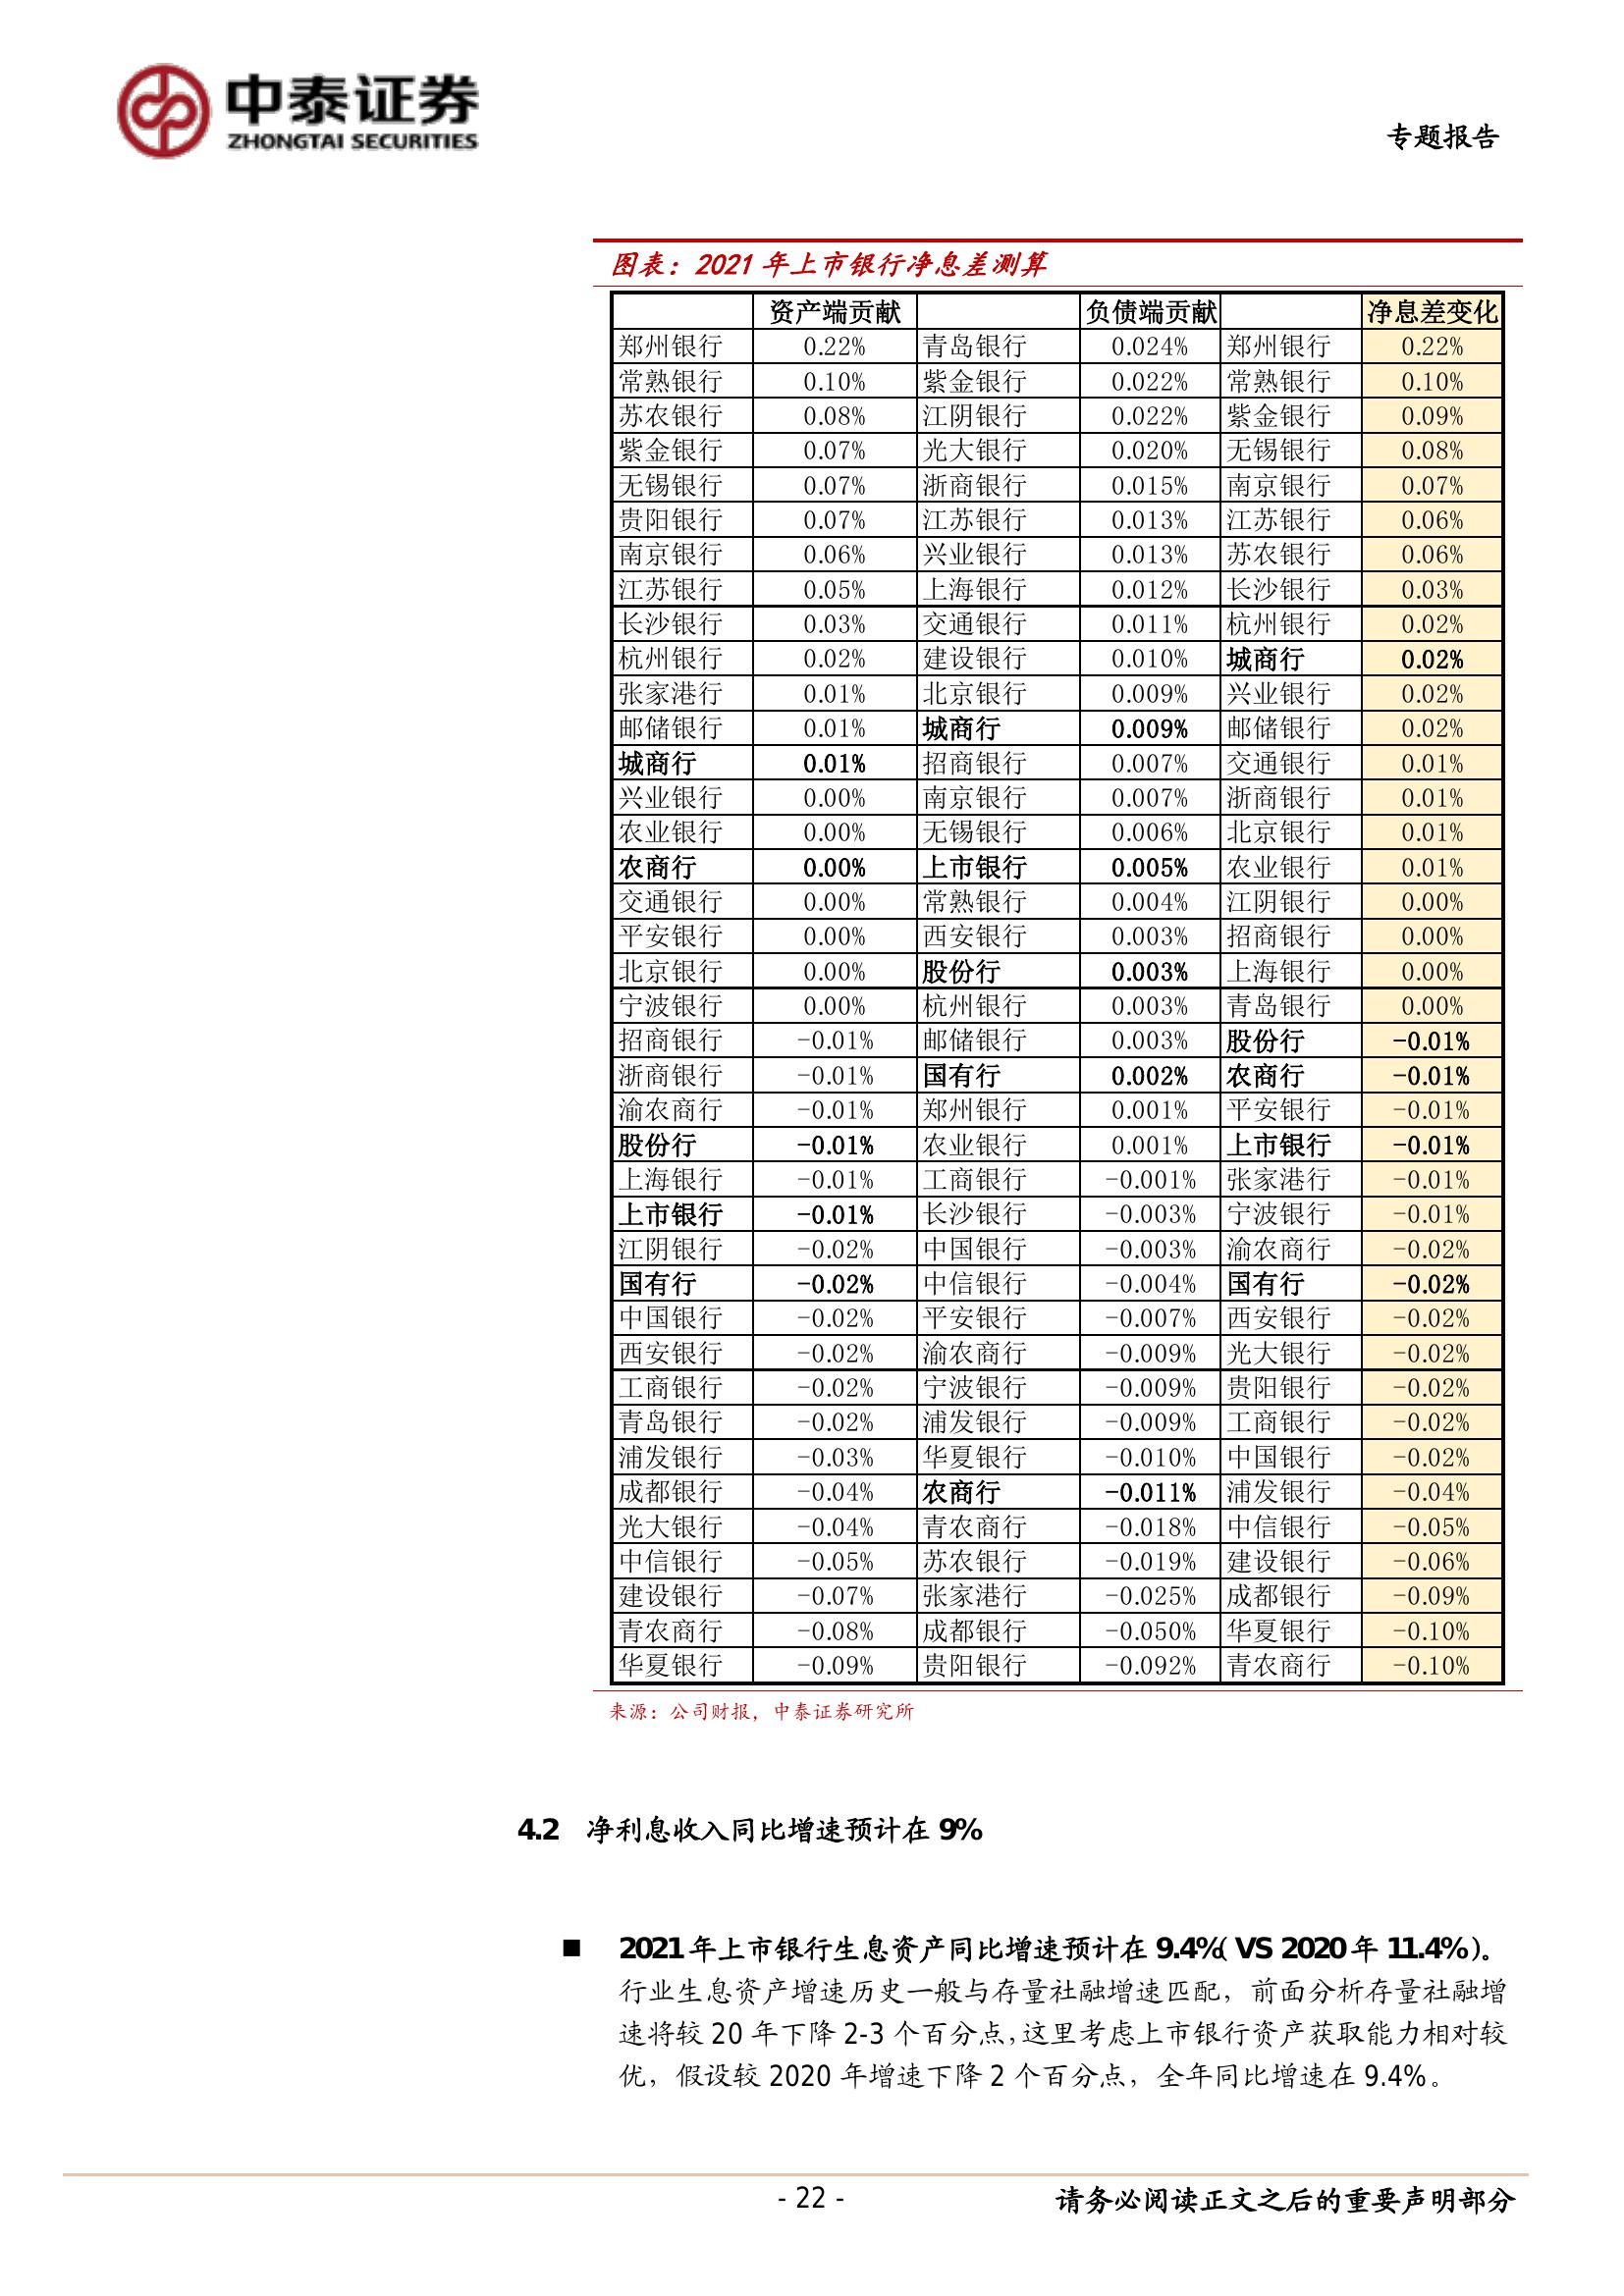 中泰证券
ZHONGTAI SECURITIES
专题报告
图表：2021 年上市银行净息差测算
资产端贡献 负债端贡献 净息差变化
郑州银行 0.22% 青岛银行 0.024% 郑州银行 0.22%
常熟银行 0.10% 紫金银行 0.022% 常熟银行 0.10%
苏农银行 0.08% 江阴银行 0.022% 紫金银行 0.09%
紫金银行 0.07% 光大银行 0.020% 无锡银行 0.08%
无锡银行 0.07% 浙商银行 0.015% 南京银行 0.07%
贵阳银行 0.07% 江苏银行 0.013% 江苏银行 0.06%
南京银行 0.06% 兴业银行 0.013% 苏农银行 0.06%
江苏银行 0.05% 上海银行 0.012% 长沙银行 0.03%
长沙银行 0.03% 交通银行 0.011% 杭州银行 0.02%
杭州银行 0.02% 建设银行 0.010% 城商行 0.02%
张家港行 0.01% 北京银行 0.009% 兴业银行 0.02%
邮储银行 0.01% 城商行 0.009% 邮储银行 0.02%
城商行 0.01% 招商银行 0.007% 交通银行 0.01%
兴业银行 0.00% 南京银行 0.007% 浙商银行 0.01%
农业银行 0.00% 无锡银行 0.006% 北京银行 0.01%
农商行 0.00% 上市银行 0.005% 农业银行 0.01%
交通银行 0.00% 常熟银行 0.004% 江阴银行 0.00%
平安银行 0.00% 西安银行 0.003% 招商银行 0.00%
北京银行 0.00% 股份行 0.003% 上海银行 0.00%
宁波银行 0.00% 杭州银行 0.003% 青岛银行 0.00%
招商银行 -0.01% 邮储银行 0.003% 股份行 -0.01%
浙商银行 -0.01% 国有行 0.002% 农商行 -0.01%
渝农商行 -0.01% 郑州银行 0.001% 平安银行 -0.01%
股份行 -0.01% 农业银行 0.001% 上市银行 -0.01%
上海银行 -0.01% 工商银行 -0.001% 张家港行 -0.01%
上市银行 -0.01% 长沙银行 -0.003% 宁波银行 -0.01%
江阴银行 -0.02% 中国银行 -0.003% 渝农商行 -0.02%
国有行 -0.02% 中信银行 -0.004% 国有行 -0.02%
中国银行 -0.02% 平安银行 -0.007% 西安银行 -0.02%
西安银行 -0.02% 渝农商行 -0.009% 光大银行 -0.02%
工商银行 -0.02% 宁波银行 -0.009% 贵阳银行 -0.02%
青岛银行 -0.02% 浦发银行 -0.009% 工商银行 -0.02%
浦发银行 -0.03% 华夏银行 -0.010% 中国银行 -0.02%
成都银行 -0.04% 农商行 -0.011% 浦发银行 -0.04%
光大银行 -0.04% 青农商行 -0.018% 中信银行 -0.05%
中信银行 -0.05% 苏农银行 -0.019% 建设银行 -0.06%
建设银行 -0.07% 张家港行 -0.025% 成都银行 -0.09%
青农商行 -0.08% 成都银行 -0.050% 华夏银行 -0.10%
华夏银行 -0.09% 贵阳银行 -0.092% 青农商行 -0.10%
来源：公司财报，中泰证券研究所
4.2 净利息收入同比增速预计在 9%
■ 2021 年上市银行生息资产同比增速预计在 9.4%（VS 2020 年 11.4%）。
行业生息资产增速历史一般与存量社融增速匹配，前面分析存量社融增
速将较 20 年下降 2-3 个百分点，这里考虑上市银行资产获取能力相对较
优，假设较 2020 年增速下降 2 个百分点，全年同比增速在 9.4%。
- 22 -
请务必阅读正文之后的重要声明部分